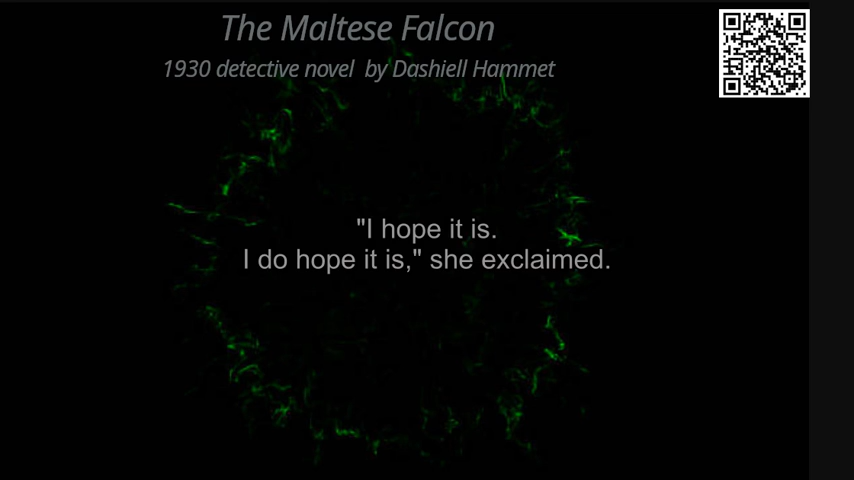 The Maltese Falcon
1930 detective novel by Dashiell Hammet
"I hope it is.
I do hope it is," she exclaimed.